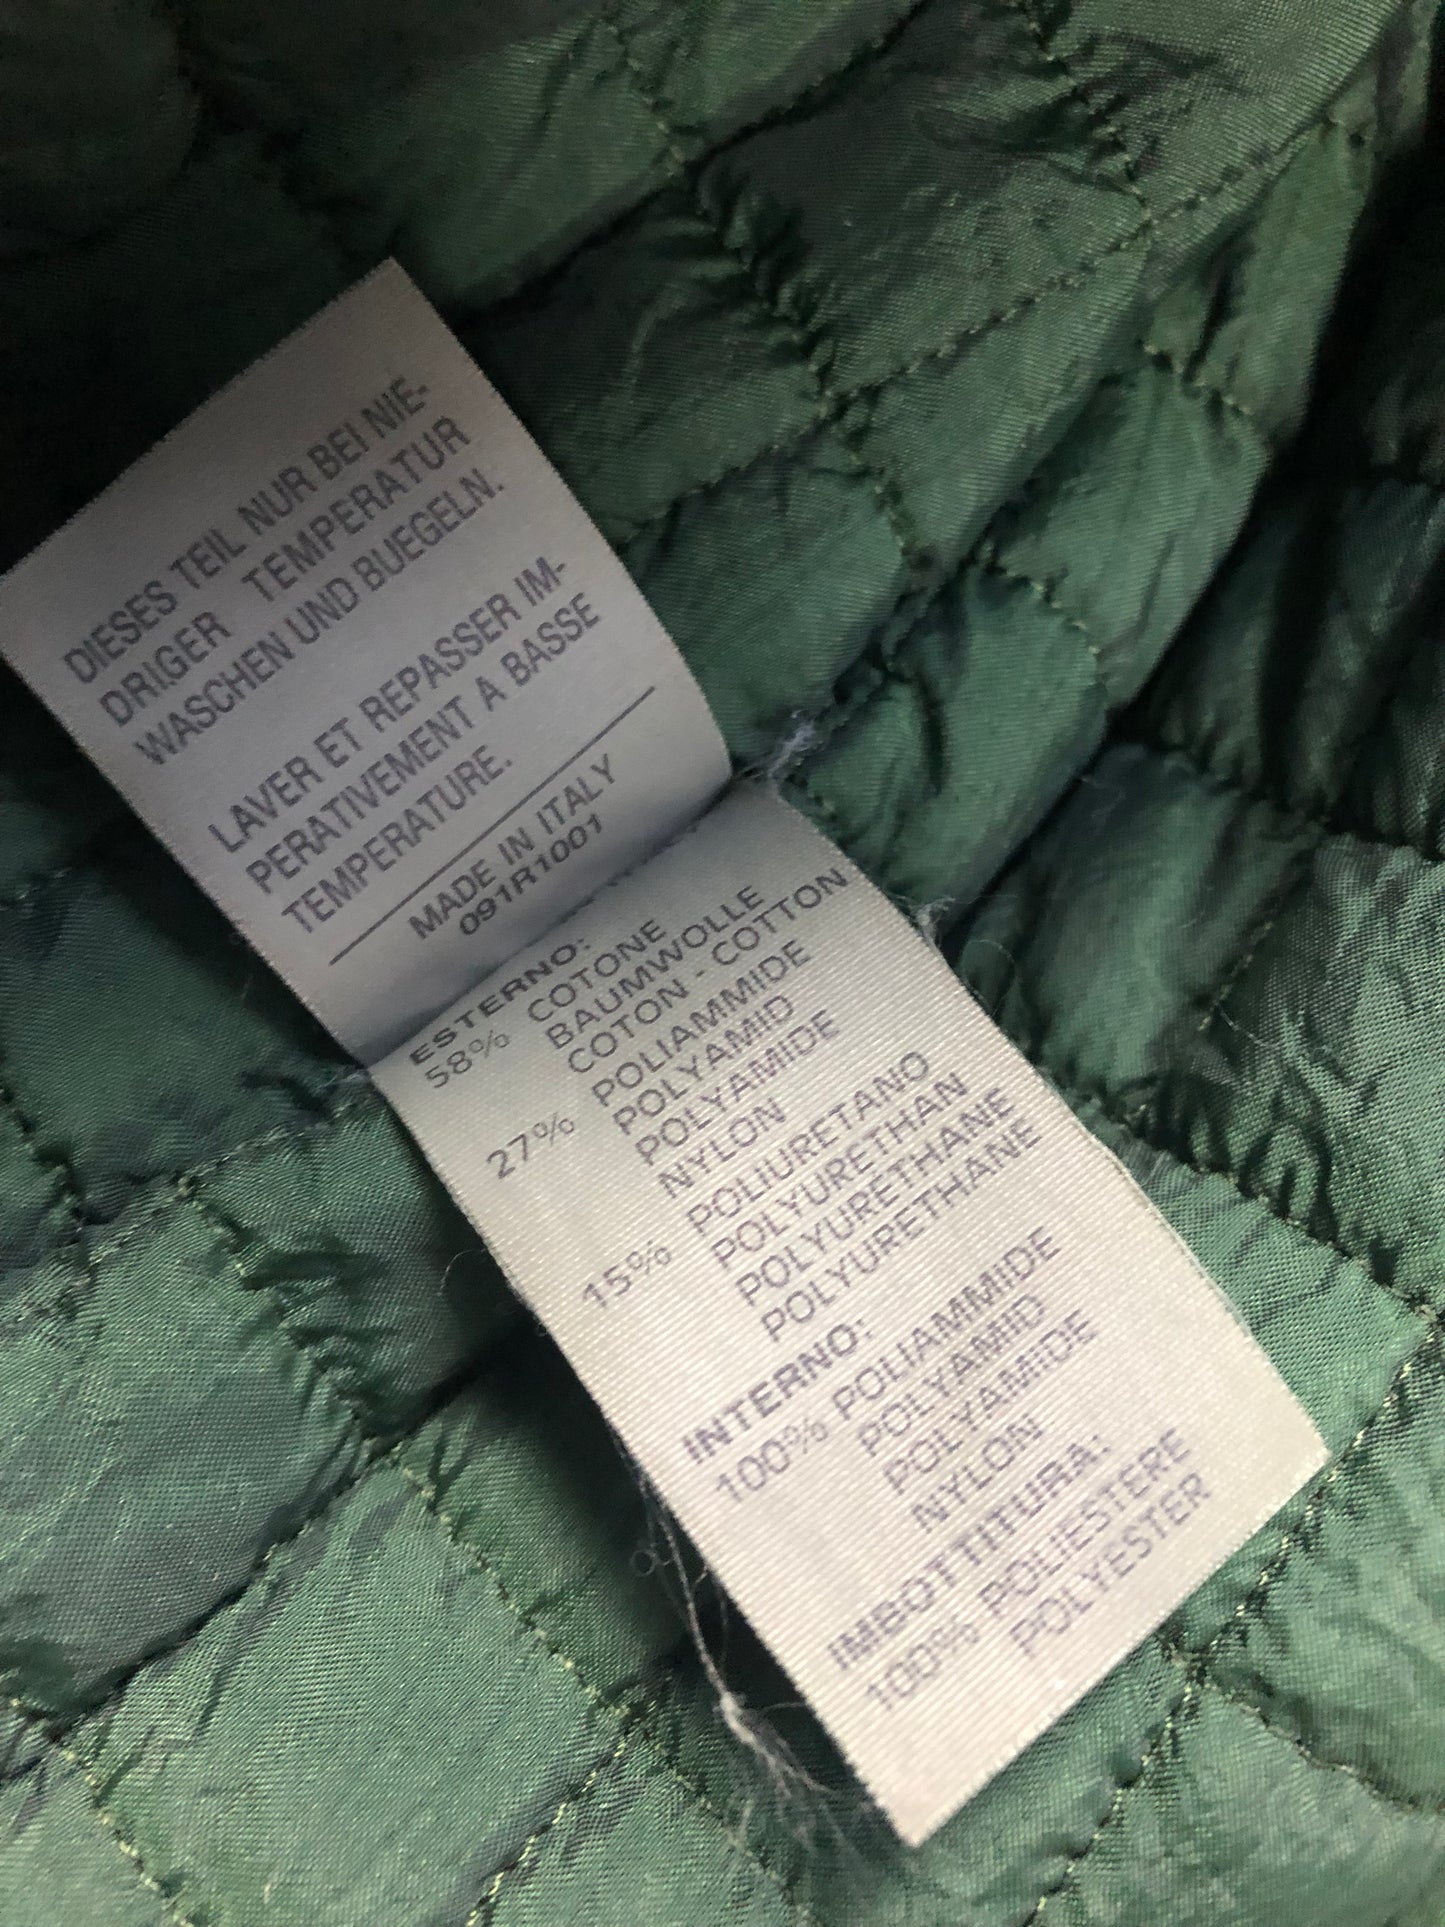 DIESES TEIL NUR BEI NIE-
DRIGER TEMPERATUR
WASCHEN UND BUEGELN.
LAVER ET REPASSER IM-
PERATIVEMENT A BASSE
TEMPERATURE.
MADE IN ITALY
091R1001
ESTERNO:
58% COTONE
BAUMWOLLE
COTON - COTTON
27% POLIAMMIDE
POLYAMID
POLYAMIDE
NYLON
15% POLIURETANO
POLYURETHAN
POLYURETHANE
POLYURETHANE
INTERNO:
100% POLIAMMIDE
POLYAMID
POLYAMIDE
NYLON
IMBOTTITURA:
100% POLIESTERE
POLYESTER